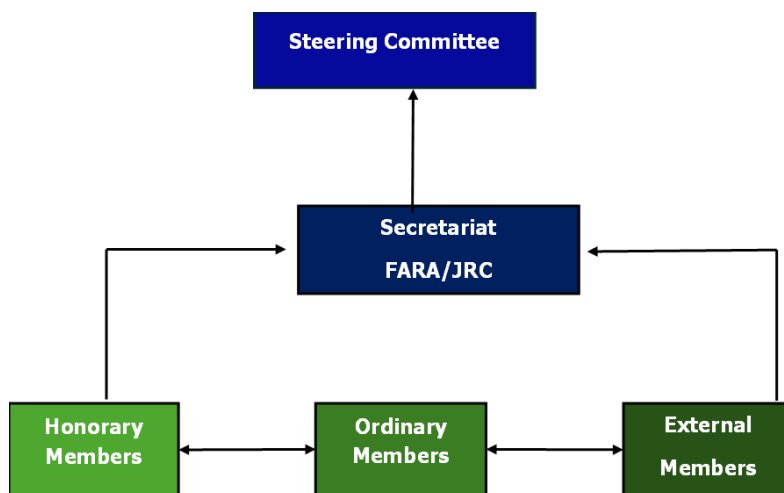 Steering Committee
Secretariat
FARA/JRC
Honorary
Members
Ordinary
Members
External
Members